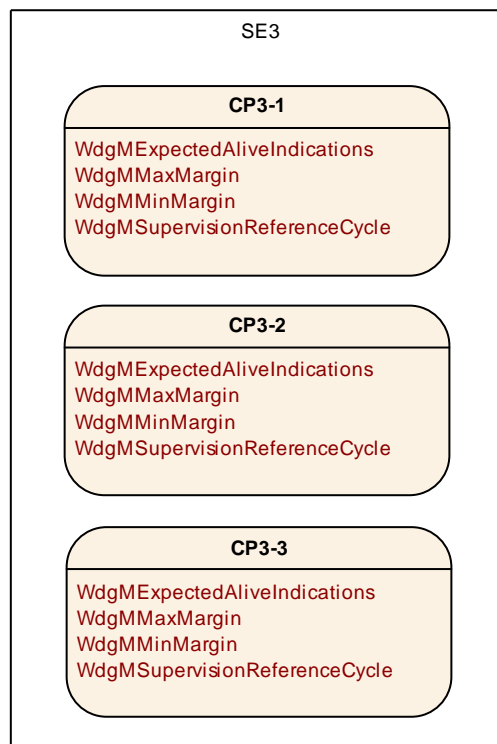 SE3
CP3-1
WdgMExpectedAliveIndications
WdgMMaxMargin
WdgMMinMargin
WdgMSupervisionReferenceCycle
CP3-2
WdgMExpectedAliveIndications
WdgMMaxMargin
WdgMMinMargin
WdgMSupervisionReferenceCycle
CP3-3
WdgMExpectedAliveIndications
WdgMMaxMargin
WdgMMinMargin
WdgMSupervisionReferenceCycle